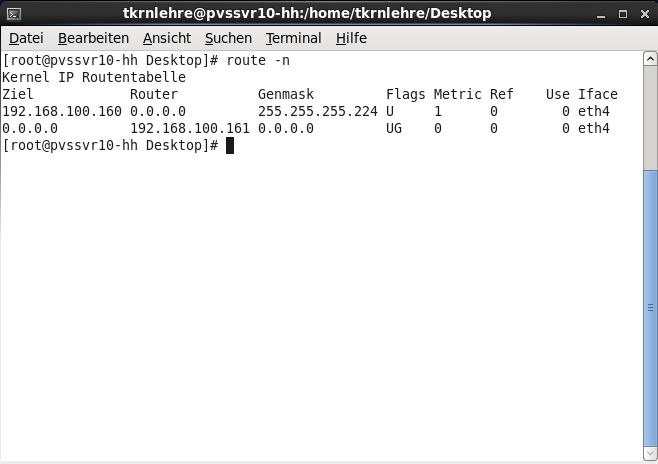 tkrnlehre@pvssvr10-hh:/home/tkrnlehre/Desktop
Datei Bearbeiten Ansicht Suchen Terminal Hilfe
[root@pvssvr10-hh Desktop]# route -n
Kernel IP Routentabelle
Ziel            Router          Genmask         Flags Metric Ref    Use Iface
192.168.100.160 0.0.0.0         255.255.255.224 U     1      0        0 eth4
0.0.0.0         192.168.100.161 0.0.0.0         UG    0      0        0 eth4
[root@pvssvr10-hh Desktop]#